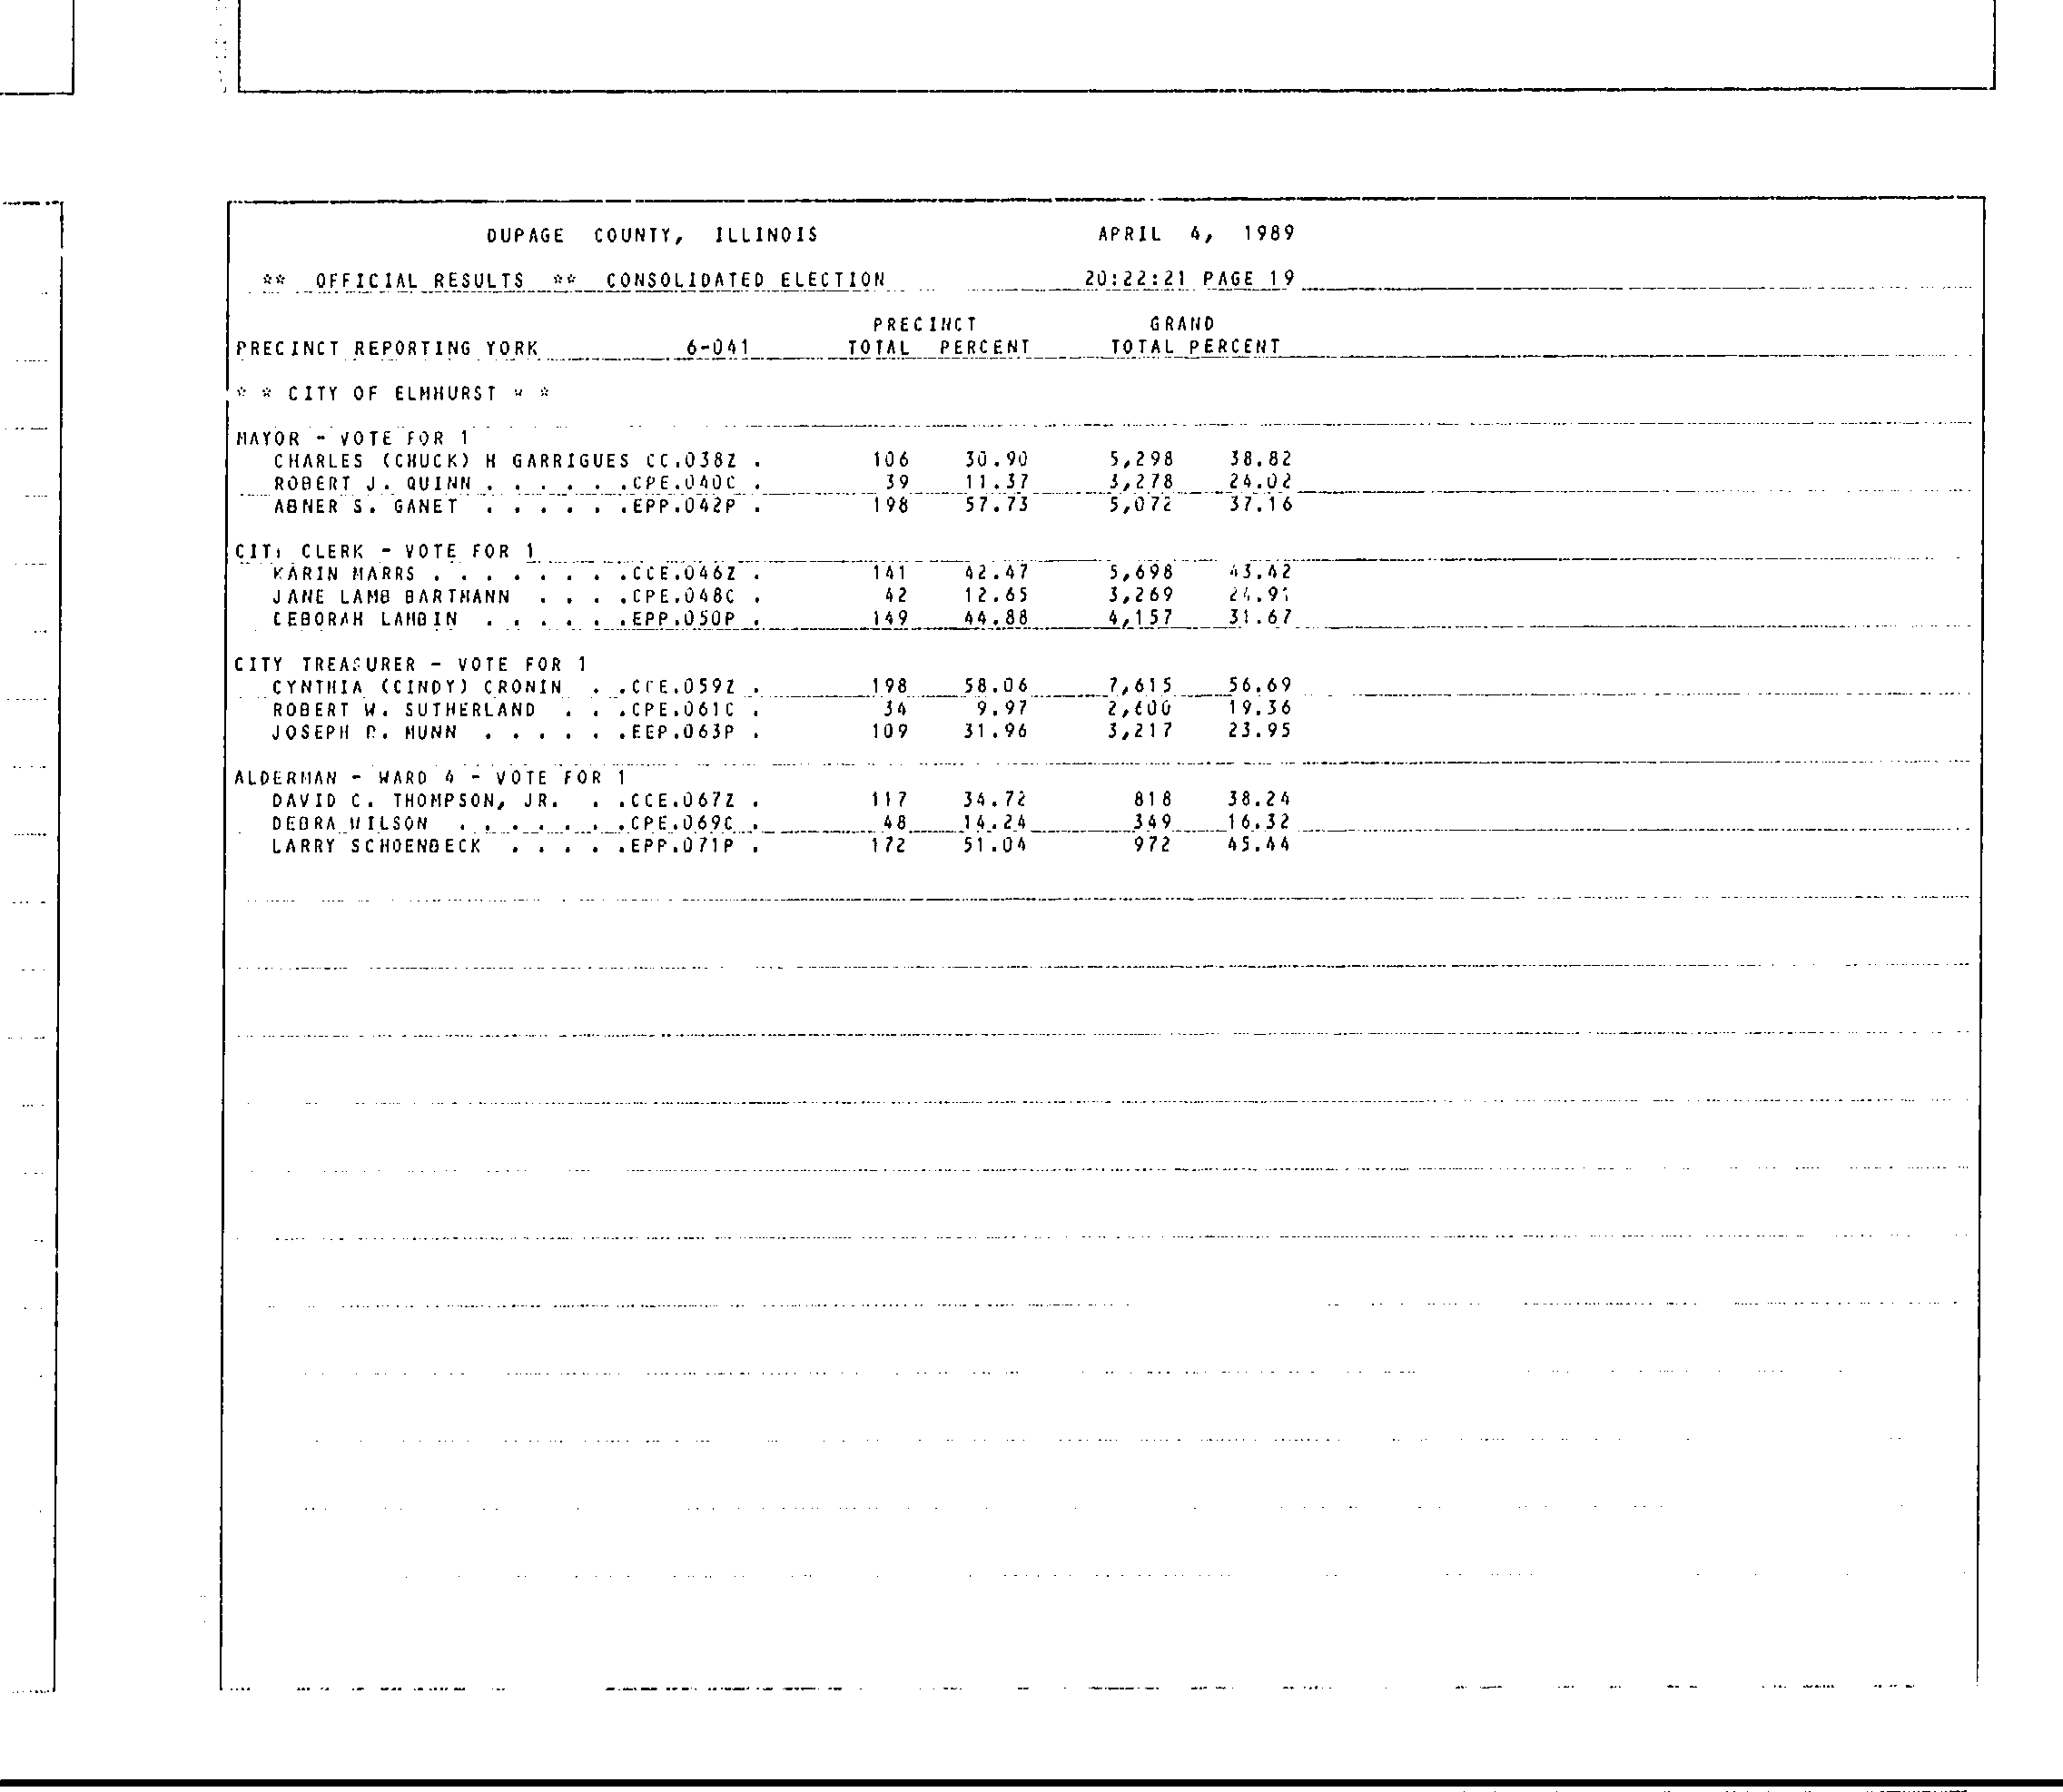 DUPAGE COUNTY, ILLINOIS APRIL 4, 1989
** OFFICIAL RESULTS ** CONSOLIDATED ELECTION 20:22:21 PAGE 19
PRECINCT GRAND
PRECINCT REPORTING YORK 6-041 TOTAL PERCENT TOTAL PERCENT
* * CITY OF ELMHURST * *
MAYOR - VOTE FOR 1
CHARLES (CHUCK) H GARRIGUES CC.038Z . 106 30.90 5,298 38.82
ROBERT J. QUINN . . . . . .CPE.040C . 39 11.37 3,278 24.02
ABNER S. GANET . . . . . .EPP.042P . 198 57.73 5,072 37.16
CITY CLERK - VOTE FOR 1
KARIN MARRS . . . . . . . .CCE.046Z . 141 42.47 5,698 43.42
JANE LAMB BARTMANN . . . .CPE.048C . 42 12.65 3,269 24.91
DEBORAH LAMBIN . . . . . .EPP.050P . 149 44.88 4,157 31.67
CITY TREASURER - VOTE FOR 1
CYNTHIA (CINDY) CRONIN . .CCE.059Z . 198 58.06 7,615 56.69
ROBERT W. SUTHERLAND . . .CPE.061C . 34 9.97 2,600 19.36
JOSEPH MUNN . . . . . .EEP.063P . 109 31.96 3,217 23.95
ALDERMAN - WARD 4 - VOTE FOR 1
DAVID C. THOMPSON, JR. . .CCE.067Z . 117 34.72 818 38.24
DEBRA WILSON . . . . . . .CPE.069C . 48 14.24 349 16.32
LARRY SCHOENBECK . . . . .EPP.071P . 172 51.04 972 45.44